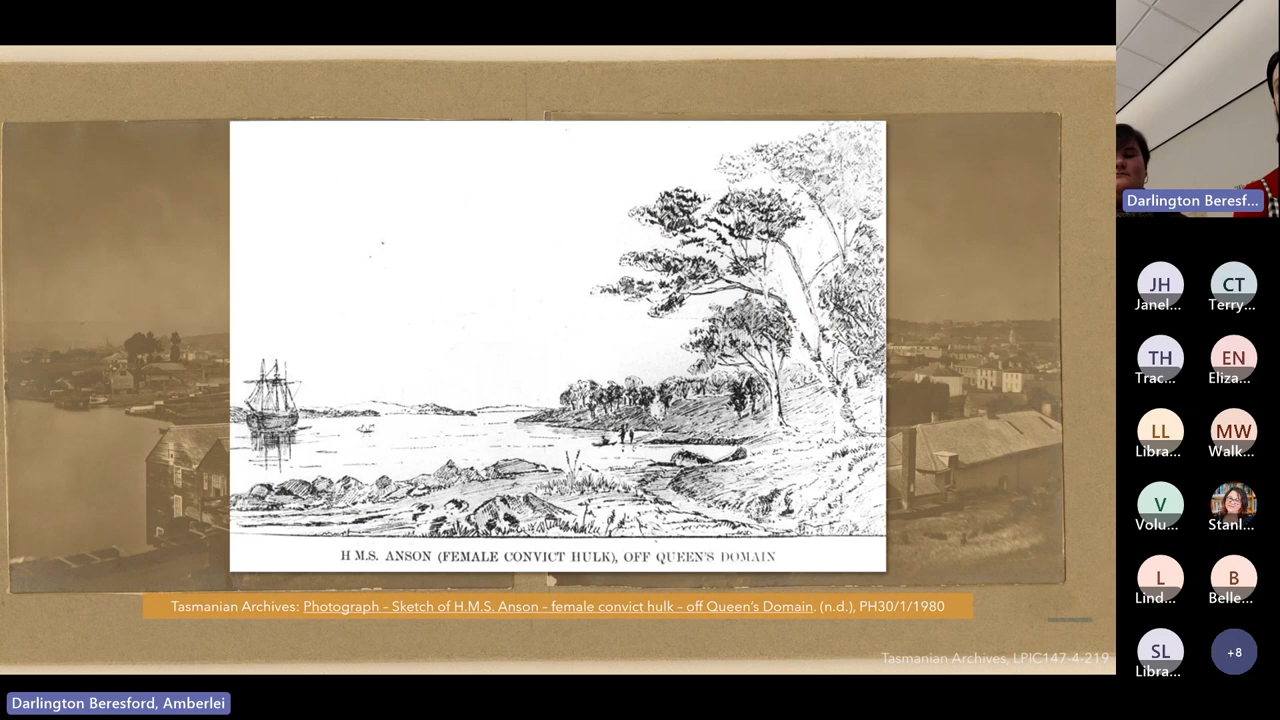 H M.S. ANSON (FEMALE CONVICT HULK), OFF QUEEN'S DOMAIN
Tasmanian Archives: Photograph – Sketch of H.M.S. Anson – female convict hulk – off Queen's Domain. (n.d.), PH30/1/1980
Tasmanian Archives, LPIC147-4-219
Darlington Beresford, Amberlei
Darlington Beresf...
JH CT
Janel... Terry...
TH EN
Trac... Eliza...
LL MW
Libra... Walk...
V
Volu... Stanl...
L B
Lind... Belle...
SL +8
Libra...